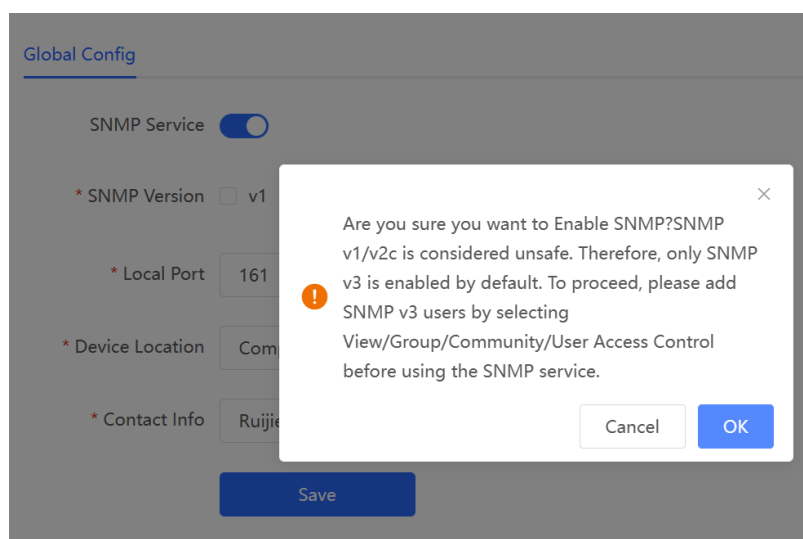 Global Config
SNMP Service
* SNMP Version v1
Are you sure you want to Enable SNMP?SNMP
v1/v2c is considered unsafe. Therefore, only SNMP
v3 is enabled by default. To proceed, please add
SNMP v3 users by selecting
View/Group/Community/User Access Control
before using the SNMP service.
Cancel OK
* Local Port 161
* Device Location
* Contact Info Ruijie
Save